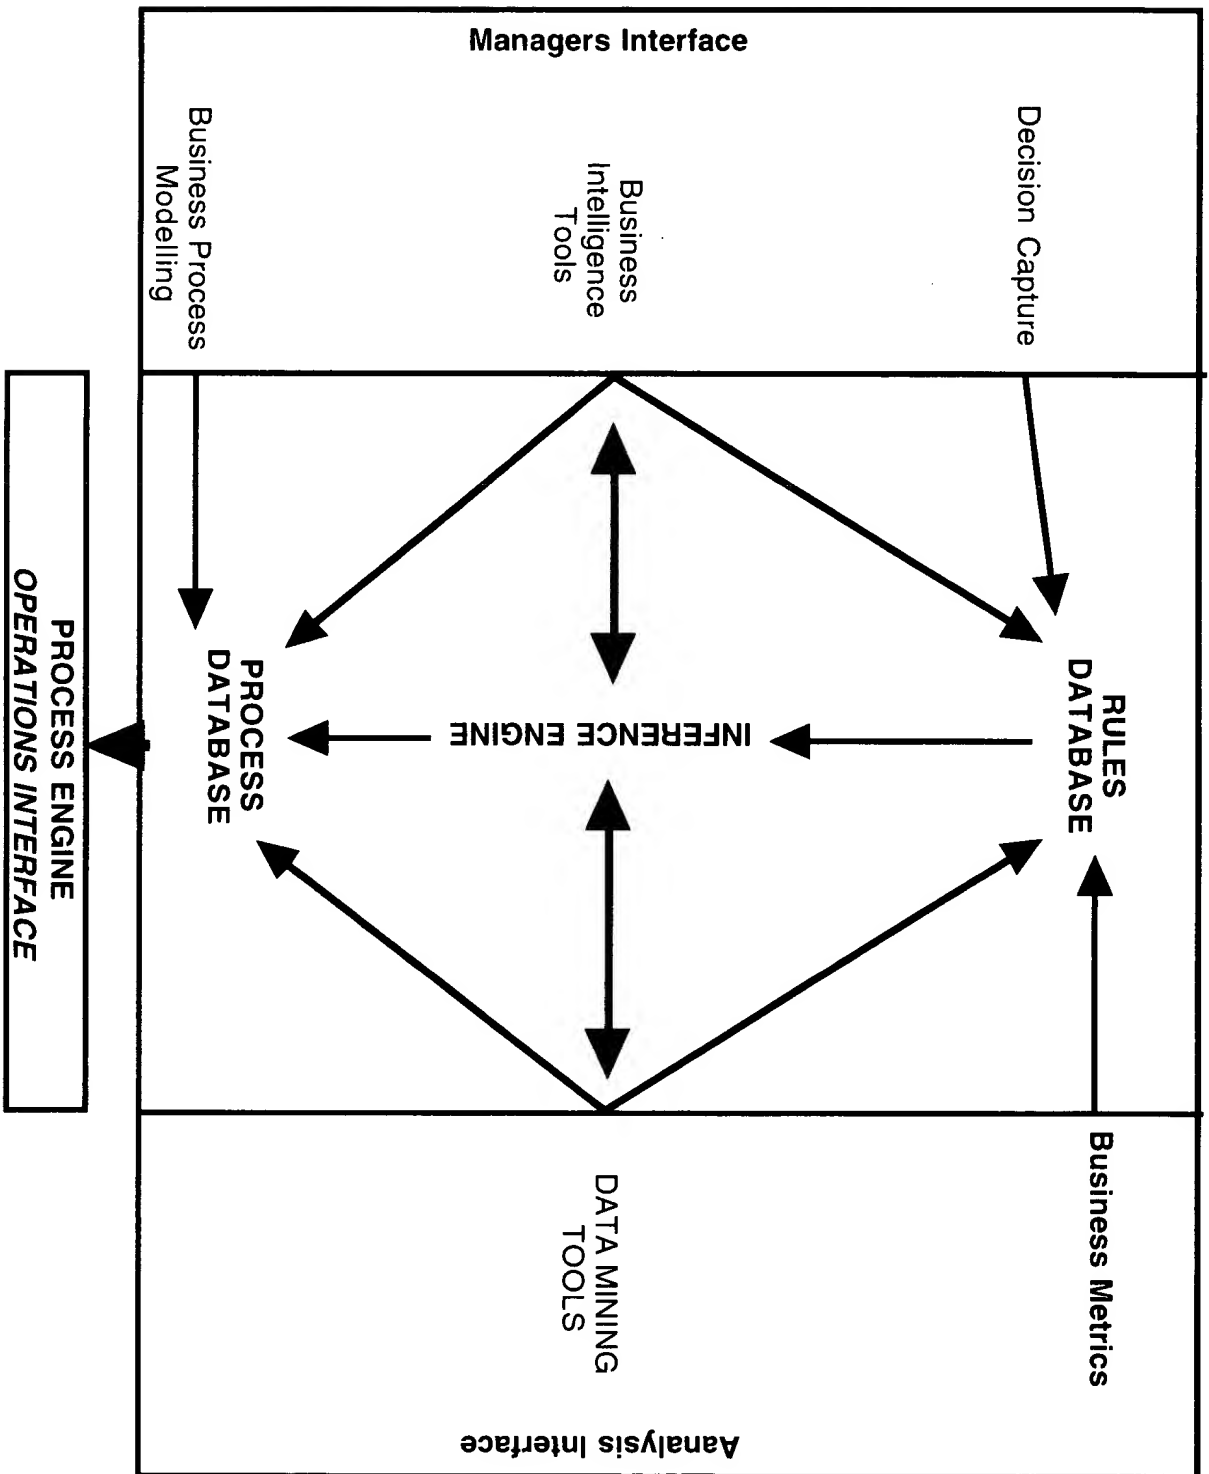 Managers Interface
Decision Capture
Business
Intelligence
Tools
Business Process
Modelling
RULES
DATABASE
INFERENCE ENGINE
PROCESS
DATABASE
PROCESS ENGINE
OPERATIONS INTERFACE
Business Metrics
DATA MINING
TOOLS
Aanalysis Interface